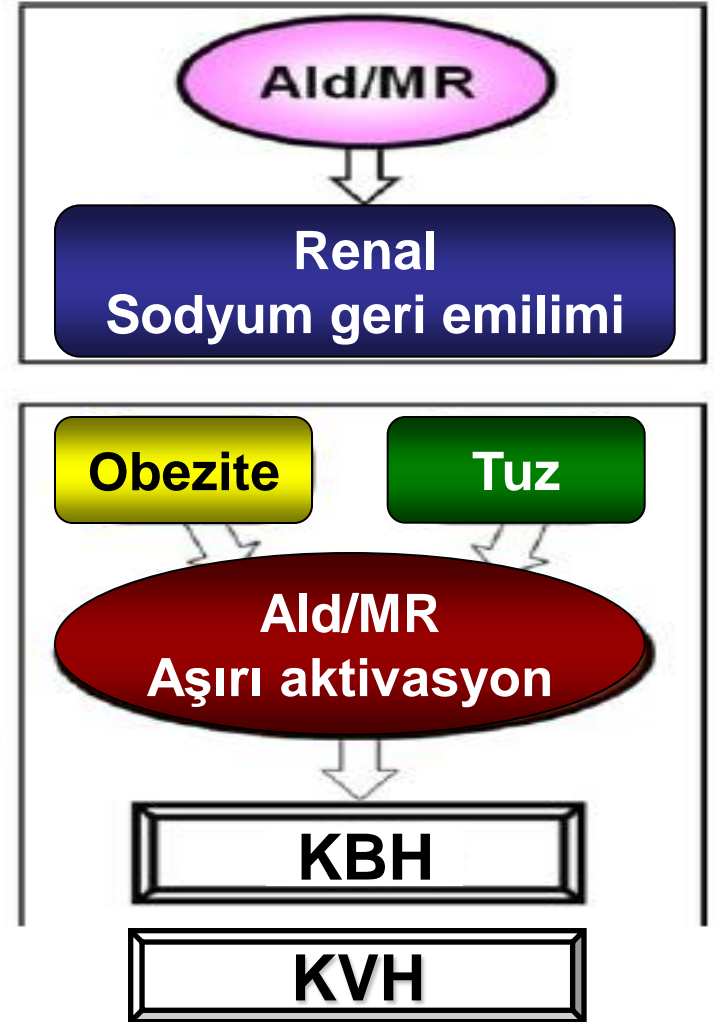 Ald/MR
Renal
Sodyum geri emilimi
Obezite
Tuz
Ald/MR
Aşırı aktivasyon
KBH
KVH